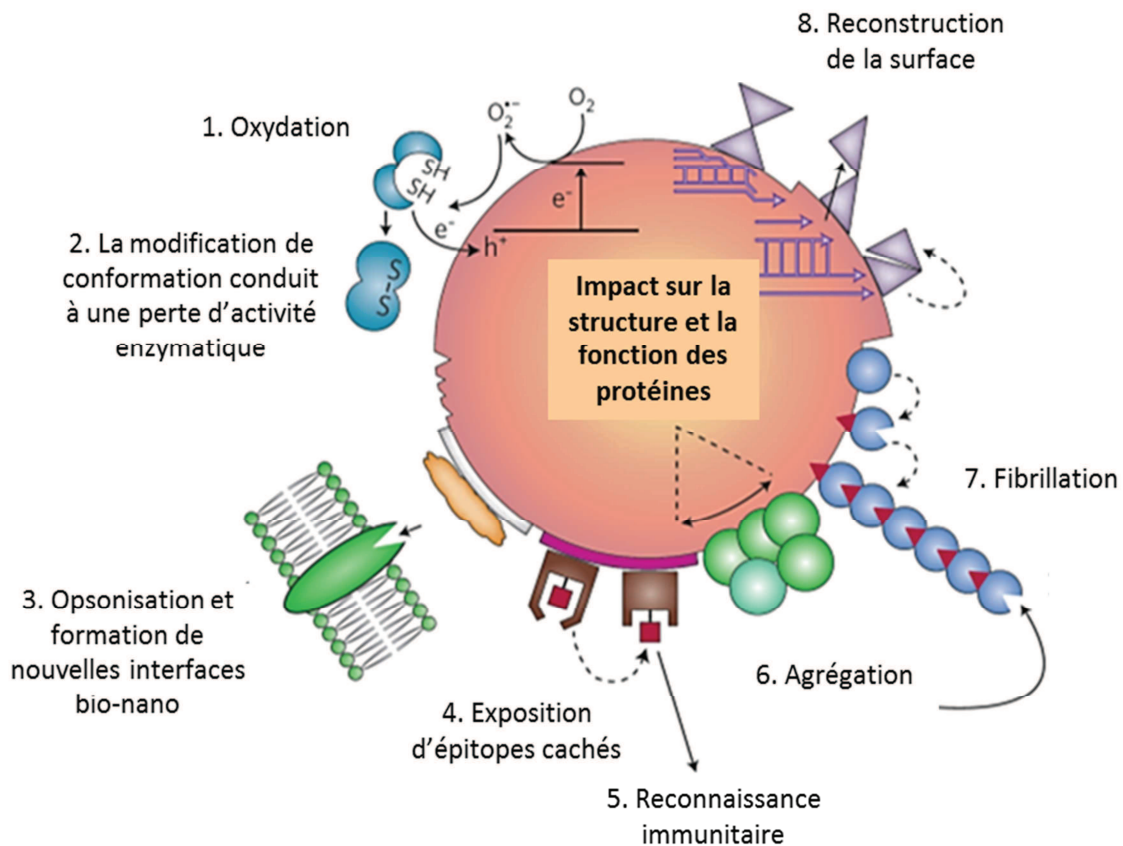 8. Reconstruction
de la surface
1. Oxydation
O₂•⁻
O₂
SH
SH
e⁻
e⁻
h⁺
2. La modification de
conformation conduit
à une perte d'activité
enzymatique
S
S
Impact sur la
structure et la
fonction des
protéines
7. Fibrillation
3. Opsonisation et
formation de
nouvelles interfaces
bio-nano
6. Agrégation
4. Exposition
d'épitopes cachés
5. Reconnaissance
immunitaire